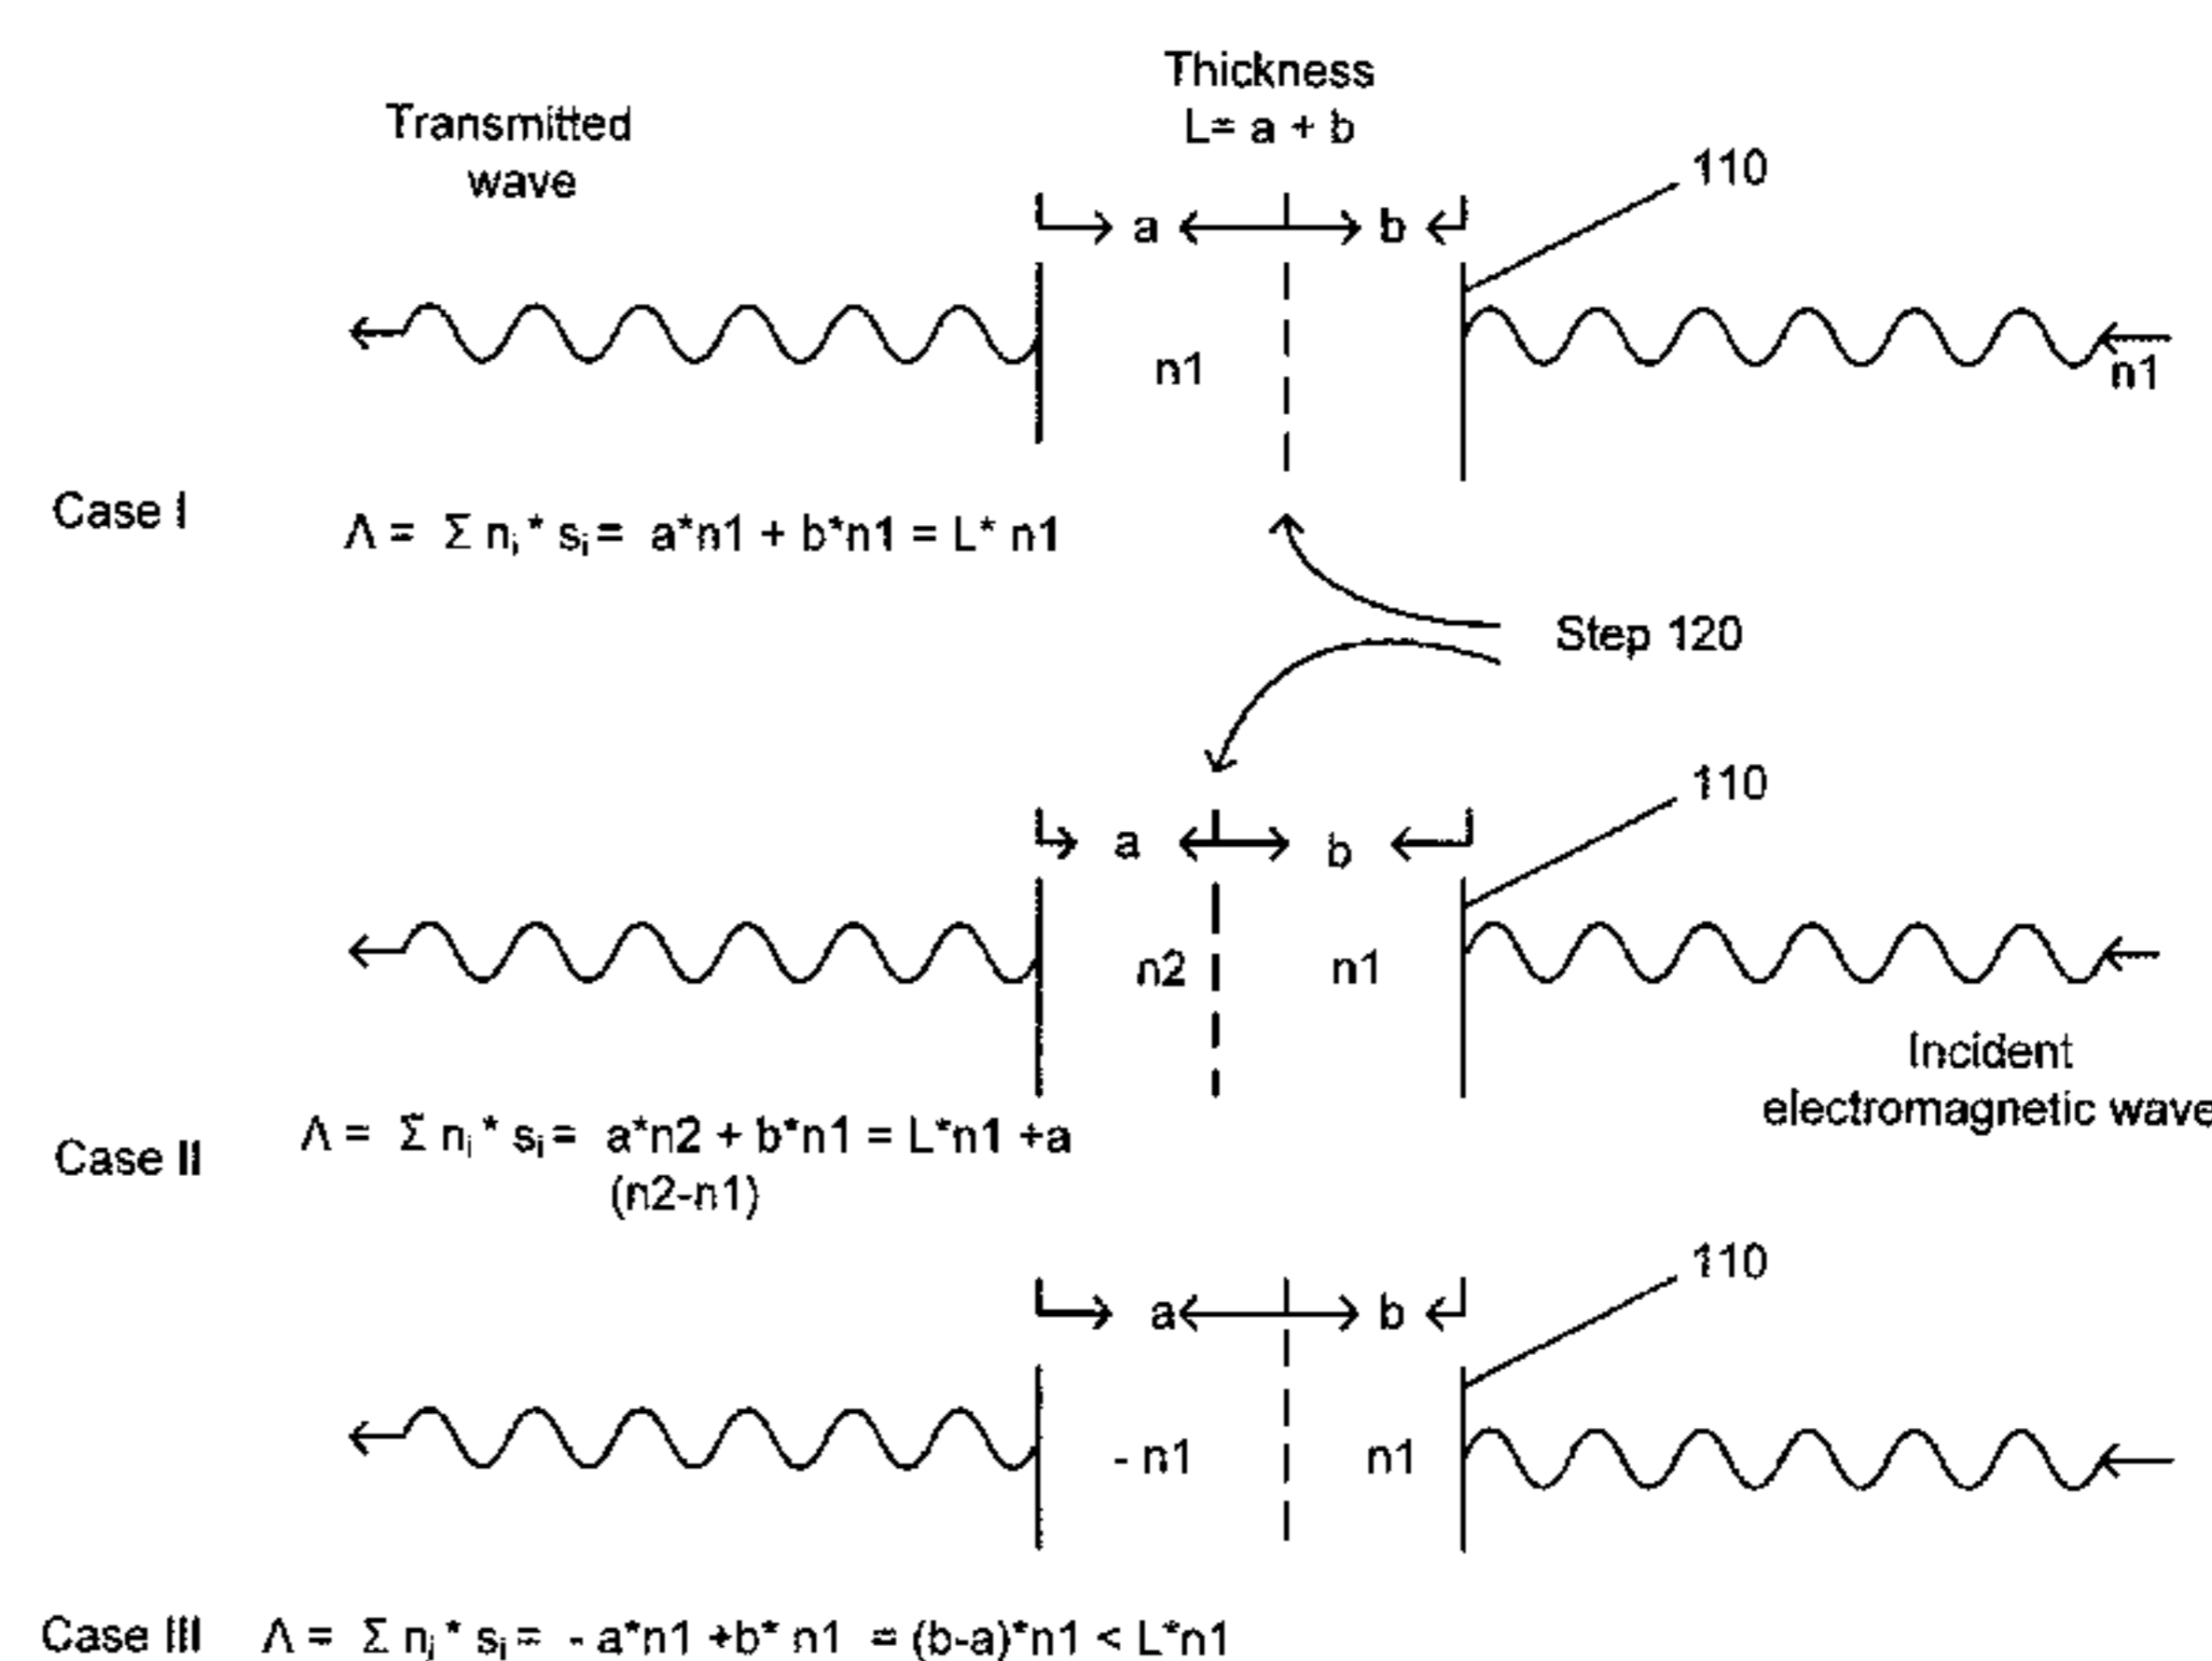 Thickness
L= a + b
Transmitted
wave
110
a
b
n1
n1
Case I
Λ = Σ nᵢ * sᵢ = a*n1 + b*n1 = L* n1
Step 120
110
a
b
n2
n1
Incident
electromagnetic wave
Case II
Λ = Σ nᵢ * sᵢ = a*n2 + b*n1 = L*n1 +a
(n2-n1)
110
a
b
- n1
n1
Case III
Λ = Σ nᵢ * sᵢ = - a*n1 +b* n1 = (b-a)*n1 < L*n1